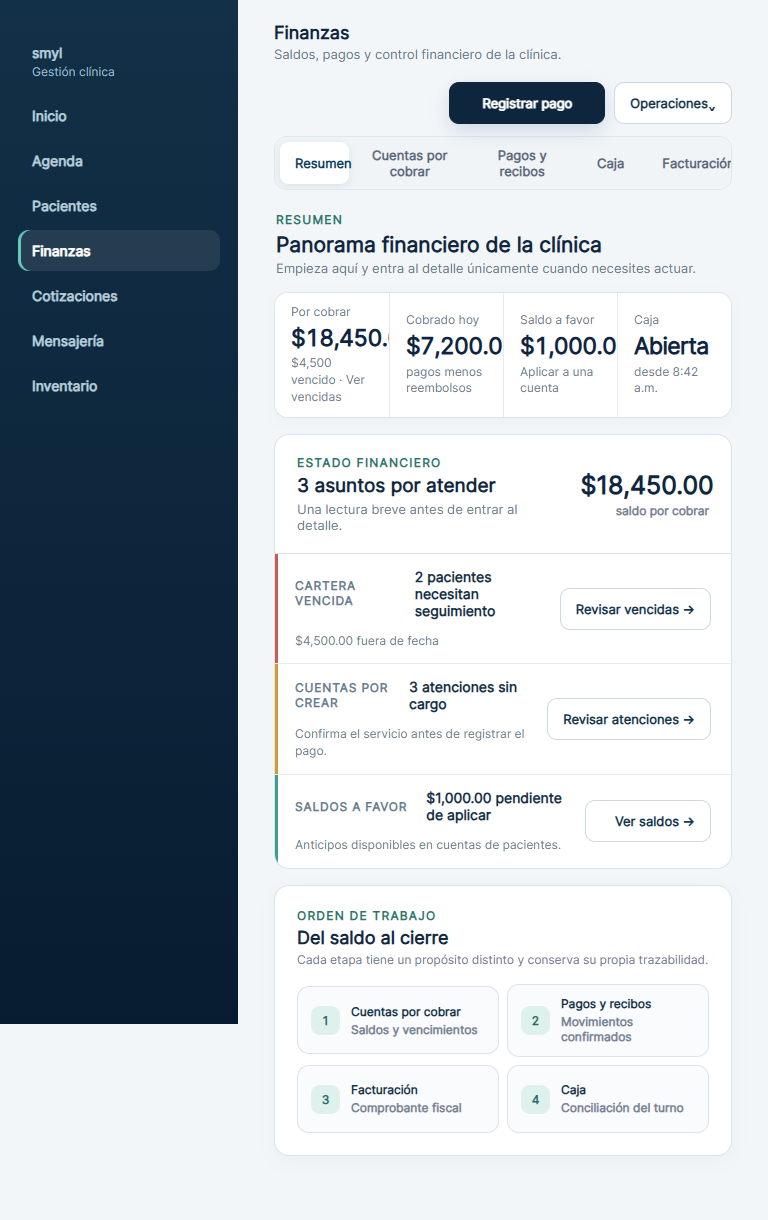 smyl
Gestión clínica
Inicio
Agenda
Pacientes
Finanzas
Cotizaciones
Mensajería
Inventario
Finanzas
Saldos, pagos y control financiero de la clínica.
Registrar pago
Operaciones
Resumen
Cuentas por
cobrar
Pagos y
recibos
Caja
Facturación
RESUMEN
Panorama financiero de la clínica
Empieza aquí y entra al detalle únicamente cuando necesites actuar.
Por cobrar
$18,450.
$4,500
vencido · Ver
vencidas
Cobrado hoy
$7,200.0
pagos menos
reembolsos
Saldo a favor
$1,000.0
Aplicar a una
cuenta
Caja
Abierta
desde 8:42
a.m.
ESTADO FINANCIERO
3 asuntos por atender
Una lectura breve antes de entrar al
detalle.
$18,450.00
saldo por cobrar
CARTERA
VENCIDA
2 pacientes
necesitan
seguimiento
$4,500.00 fuera de fecha
Revisar vencidas →
CUENTAS POR
CREAR
3 atenciones sin
cargo
Confirma el servicio antes de registrar el
pago.
Revisar atenciones →
SALDOS A FAVOR
$1,000.00 pendiente
de aplicar
Anticipos disponibles en cuentas de pacientes.
Ver saldos →
ORDEN DE TRABAJO
Del saldo al cierre
Cada etapa tiene un propósito distinto y conserva su propia trazabilidad.
1
Cuentas por cobrar
Saldos y vencimientos
2
Pagos y recibos
Movimientos
confirmados
3
Facturación
Comprobante fiscal
4
Caja
Conciliación del turno